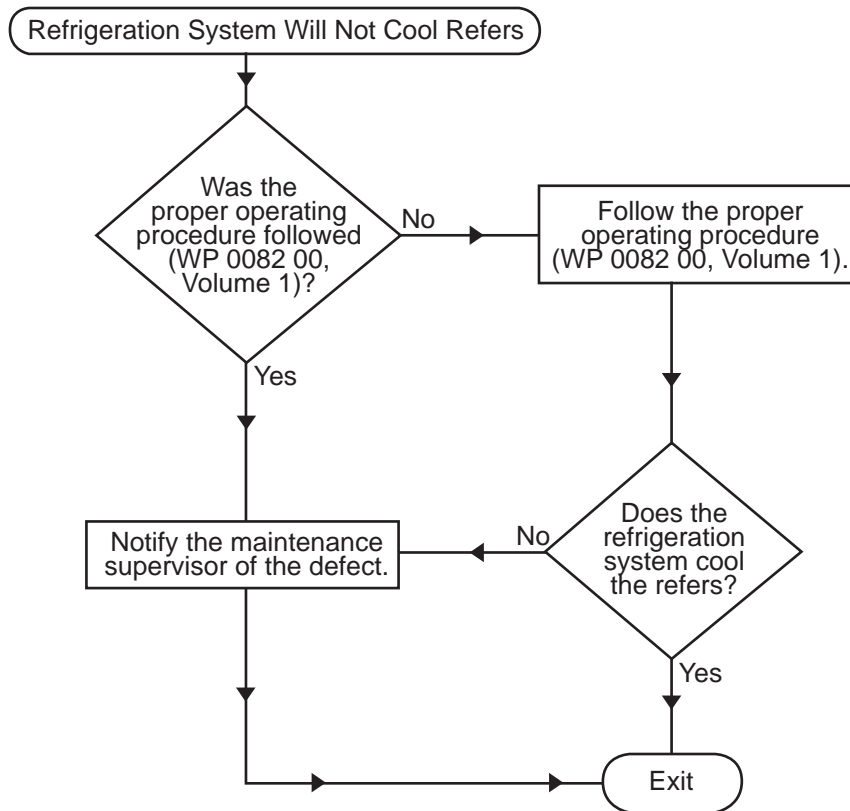 Refrigeration System Will Not Cool Refers
Was the
proper operating
procedure followed
(WP 0082 00,
Volume 1)?
No
Follow the proper
operating procedure
(WP 0082 00, Volume 1).
Yes
Notify the maintenance
supervisor of the defect.
No
Does the
refrigeration
system cool
the refers?
Yes
Exit